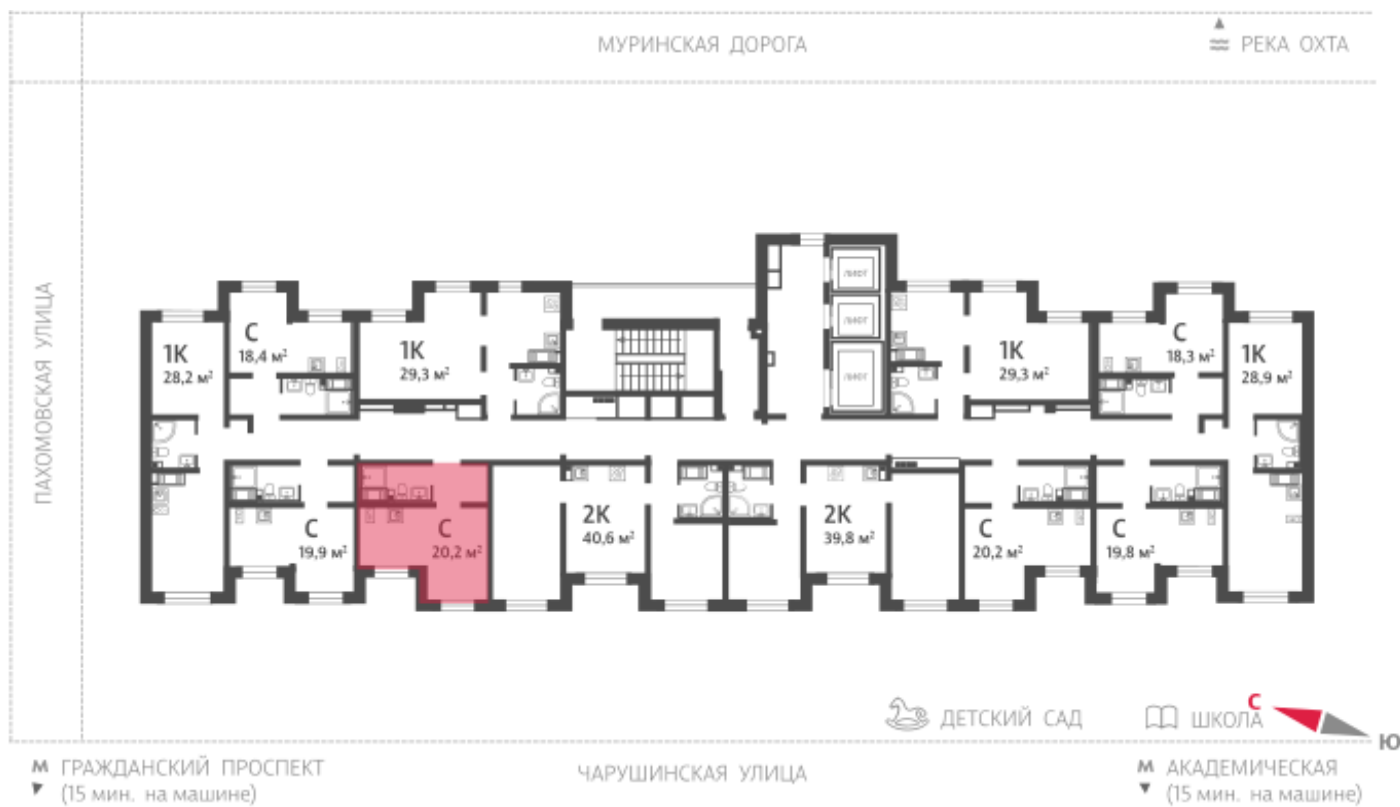 МУРИНСКАЯ ДОРОГА
РЕКА ОХТА
ПАХОМОВСКАЯ УЛИЦА
ЛИФТ
ЛИФТ
ЛИФТ
1К
28,2 м²
С
18,4 м²
1К
29,3 м²
1К
29,3 м²
С
18,3 м²
1К
28,9 м²
С
19,9 м²
С
20,2 м²
2К
40,6 м²
2К
39,8 м²
С
20,2 м²
С
19,8 м²
ДЕТСКИЙ САД
ШКОЛА
С
Ю
М ГРАЖДАНСКИЙ ПРОСПЕКТ
(15 мин. на машине)
ЧАРУШИНСКАЯ УЛИЦА
М АКАДЕМИЧЕСКАЯ
(15 мин. на машине)